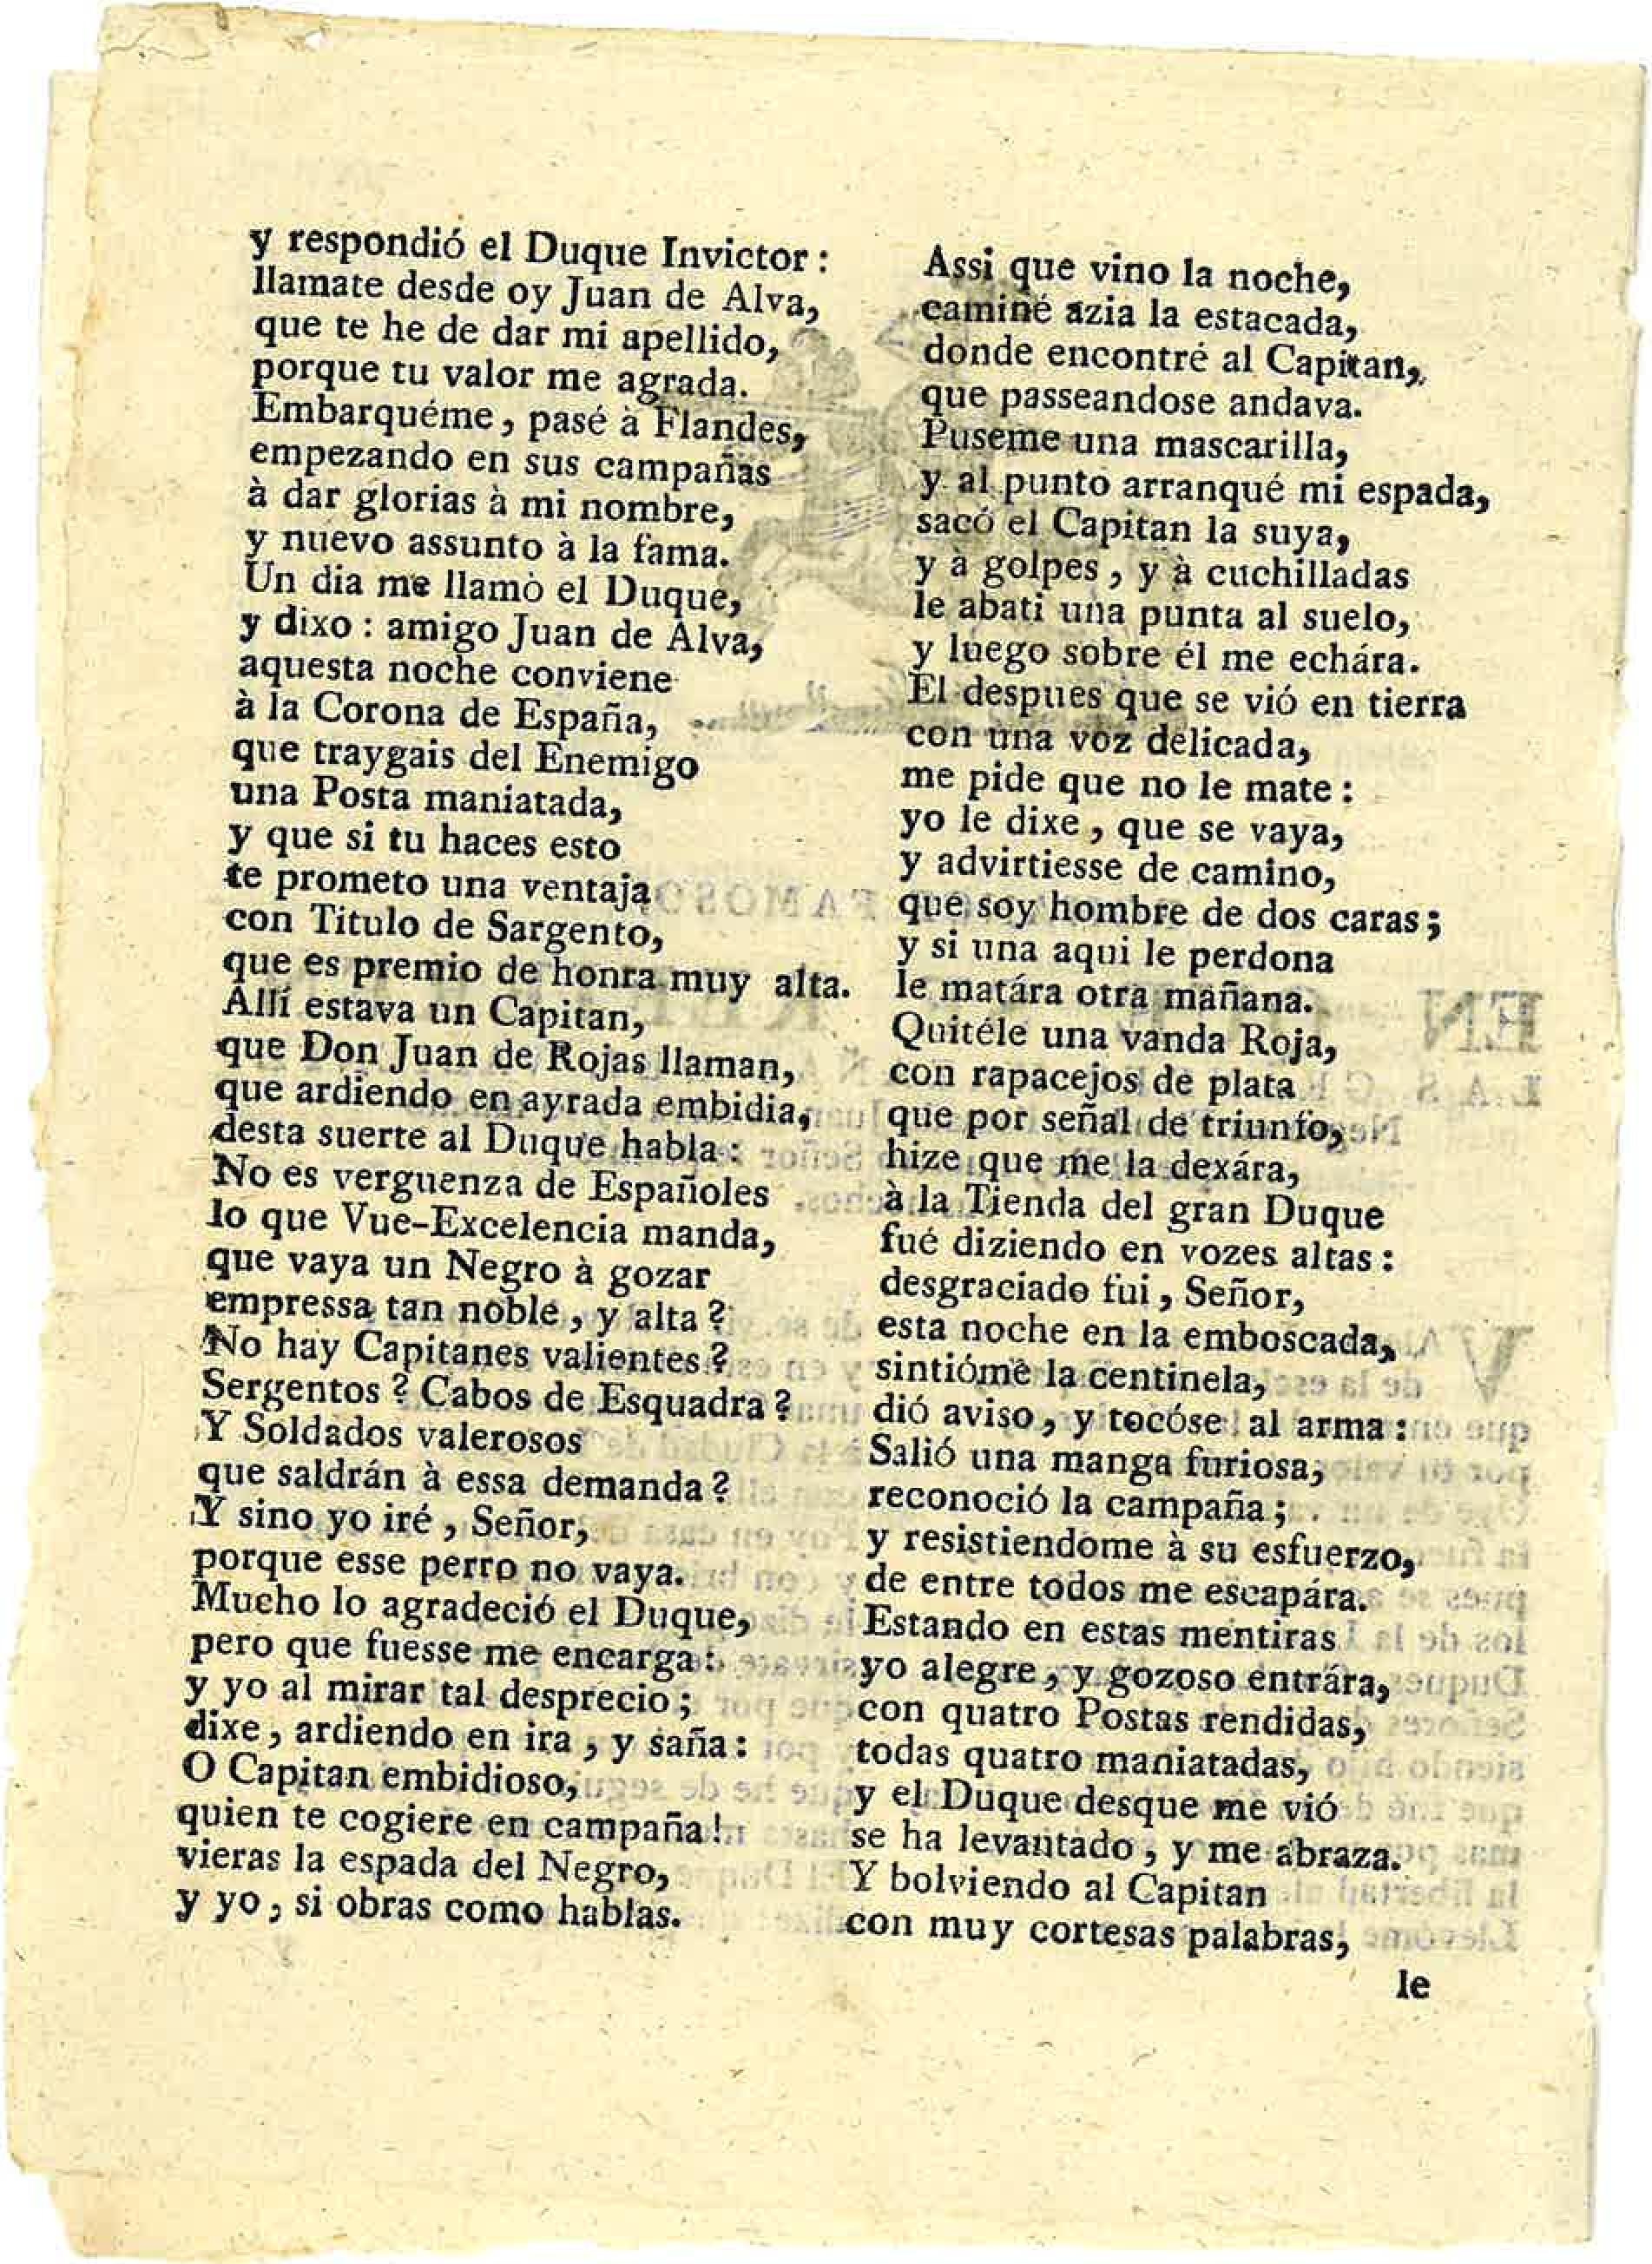 y respondió el Duque Invictor :
llamate desde oy Juan de Alva,
que te he de dar mi apellido,
porque tu valor me agrada.
Embarquéme , pasé à Flandes,
empezando en sus campañas
à dar glorias à mi nombre,
y nuevo assunto à la fama.
Un dia me llamò el Duque,
y dixo : amigo Juan de Alva,
aquesta noche conviene
à la Corona de España,
que traygais del Enemigo
una Posta maniatada,
y que si tu haces esto
te prometo una ventaja
con Titulo de Sargento,
que es premio de honra muy alta.
Allí estava un Capitan,
que Don Juan de Rojas llaman,
que ardiendo en ayrada embidia,
desta suerte al Duque habla :
No es verguenza de Españoles
lo que Vue-Excelencia manda,
que vaya un Negro à gozar
empressa tan noble , y alta ?
No hay Capitanes valientes ?
Sergentos ? Cabos de Esquadra ?
Y Soldados valerosos
que saldrán à essa demanda ?
Y sino yo iré , Señor,
porque esse perro no vaya.
Mucho lo agradeció el Duque,
pero que fuesse me encarga :
y yo al mirar tal desprecio ;
dixe , ardiendo en ira , y saña :
O Capitan embidioso,
quien te cogiere en campaña !
vieras la espada del Negro,
y yo , si obras como hablas.
Assi que vino la noche,
caminé azia la estacada,
donde encontré al Capitan,
que passeandose andava.
Puseme una mascarilla,
y al punto arranqué mi espada,
sacó el Capitan la suya,
y à golpes , y à cuchilladas
le abati una punta al suelo,
y luego sobre él me echára.
El despues que se vió en tierra
con una voz delicada,
me pide que no le mate :
yo le dixe , que se vaya,
y advirtiesse de camino,
que soy hombre de dos caras ;
y si una aqui le perdona
le matára otra mañana.
Quitéle una vanda Roja,
con rapacejos de plata
que por señal de triunfo,
hize que me la dexára,
à la Tienda del gran Duque
fué diziendo en vozes altas :
desgraciado fui , Señor,
esta noche en la emboscada,
sintióme la centinela,
dió aviso , y tocóse al arma :
Salió una manga furiosa,
reconoció la campaña ;
y resistiendome à su esfuerzo,
de entre todos me escapára.
Estando en estas mentiras
yo alegre , y gozoso entrára,
con quatro Postas rendidas,
todas quatro maniatadas,
y el Duque desque me vió
se ha levantado , y me abraza.
Y bolviendo al Capitan
con muy cortesas palabras,
le